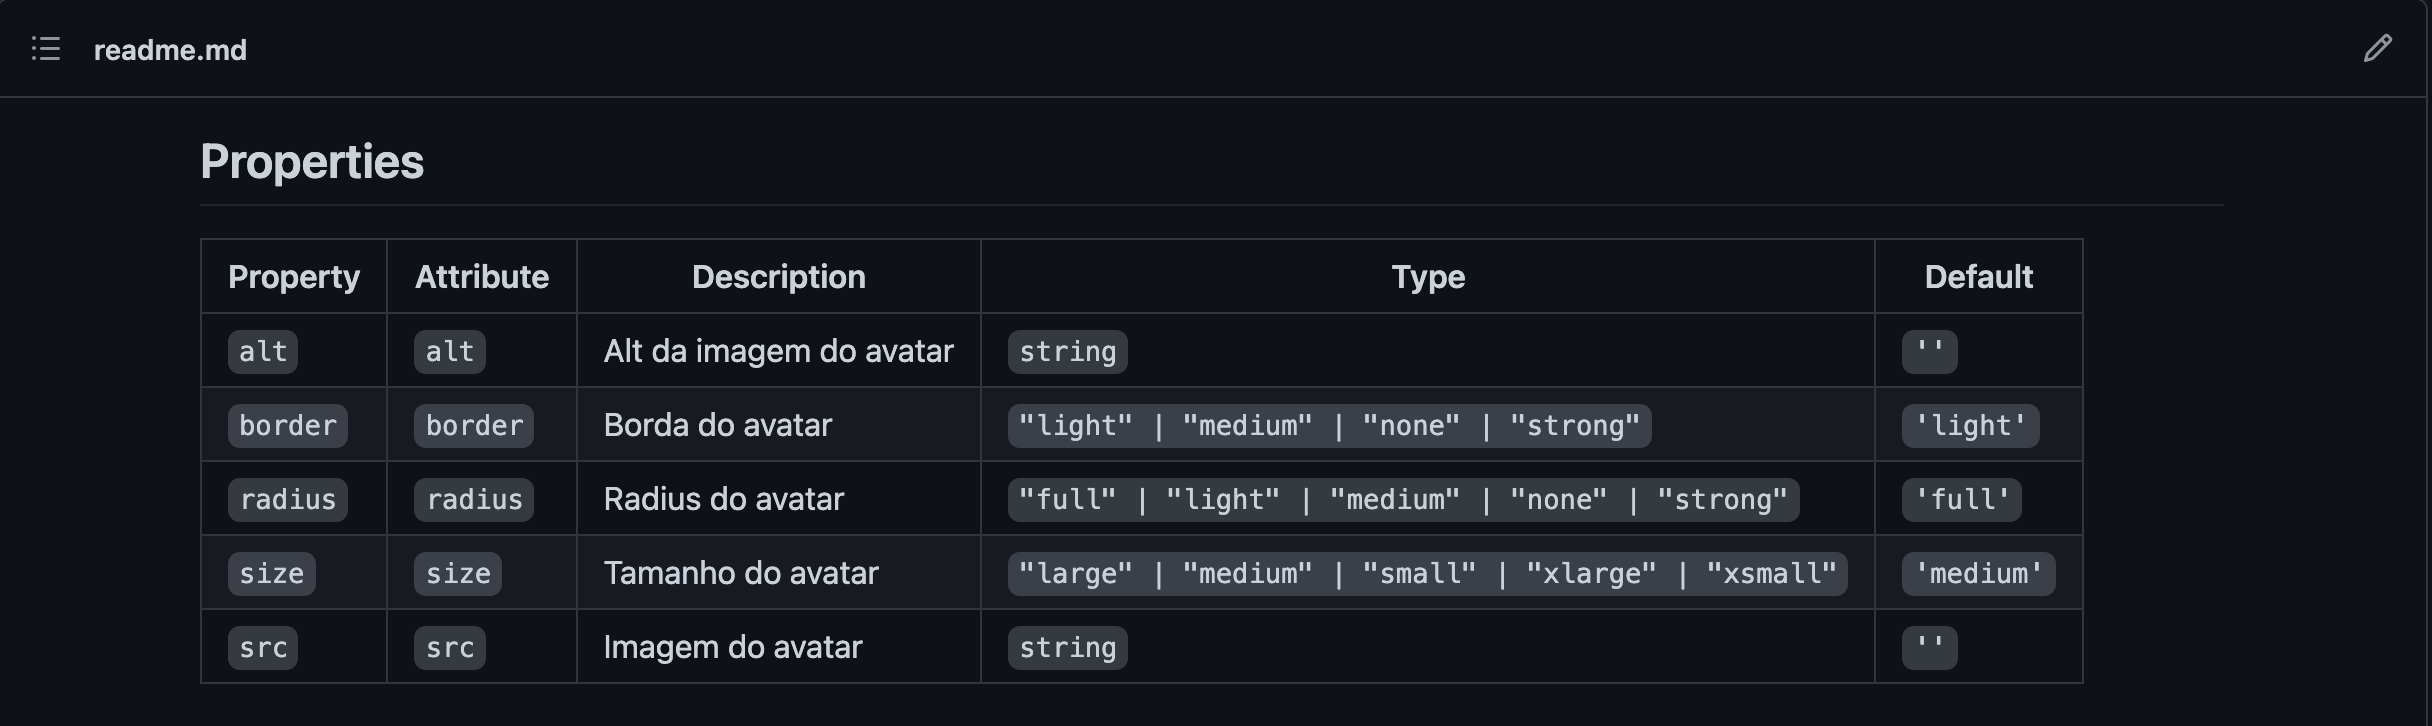 readme.md
Properties
Property Attribute Description Type Default
alt alt Alt da imagem do avatar string ''
border border Borda do avatar "light" | "medium" | "none" | "strong" 'light'
radius radius Radius do avatar "full" | "light" | "medium" | "none" | "strong" 'full'
size size Tamanho do avatar "large" | "medium" | "small" | "xlarge" | "xsmall" 'medium'
src src Imagem do avatar string ''